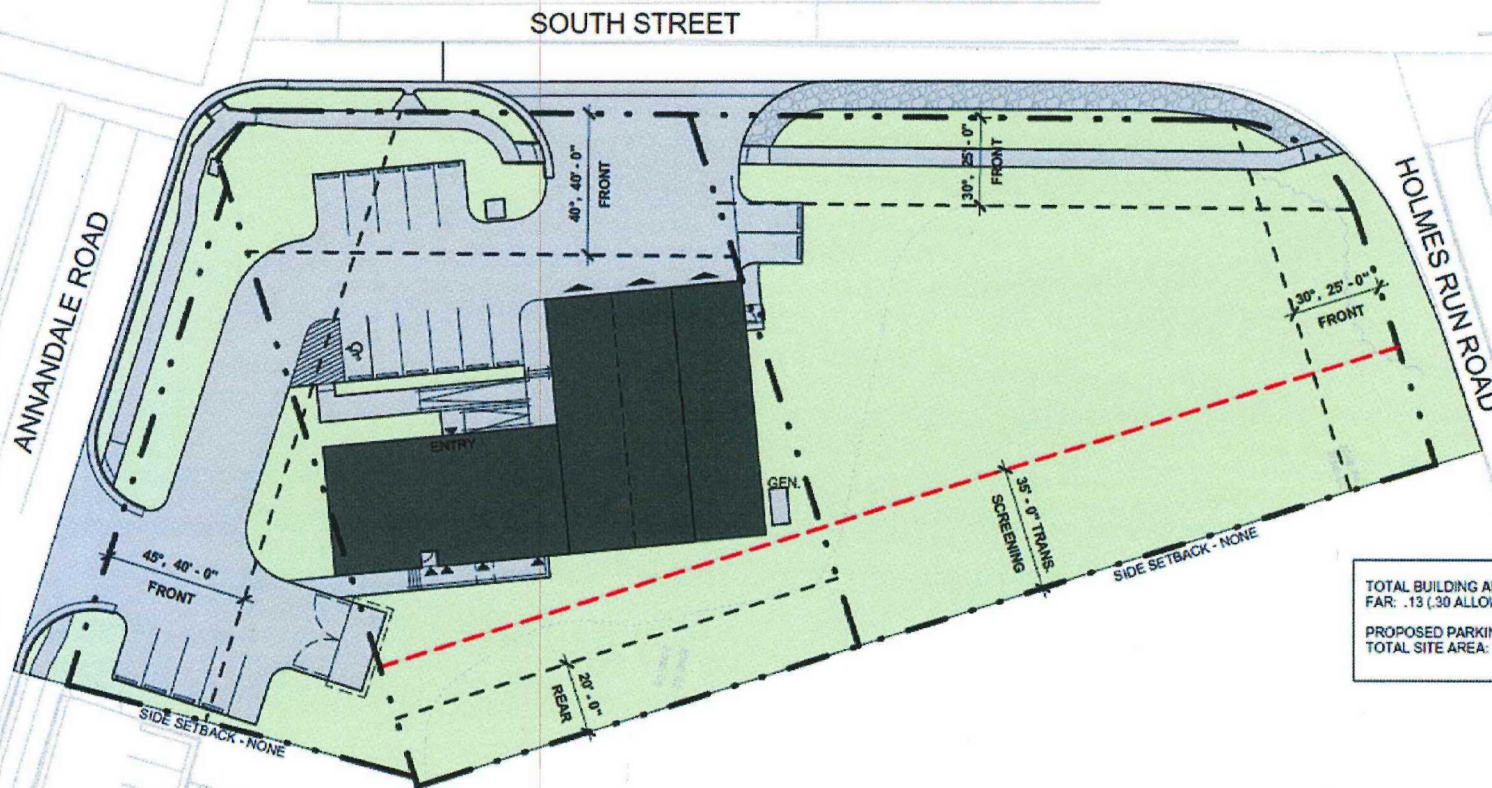 SOUTH STREET
ANNANDALE ROAD
HOLMES RUN ROAD
40°, 40'-0"
FRONT
30°, 25'-0"
FRONT
30°, 25'-0"
FRONT
ENTRY
GEN.
45°, 40'-0"
FRONT
35'-0" TRANS.
SCREENING
SIDE SETBACK - NONE
20'-0"
REAR
SIDE SETBACK - NONE
TOTAL BUILDING
FAR: .13 (.30
PROPOSED
TOTAL SITE AREA: